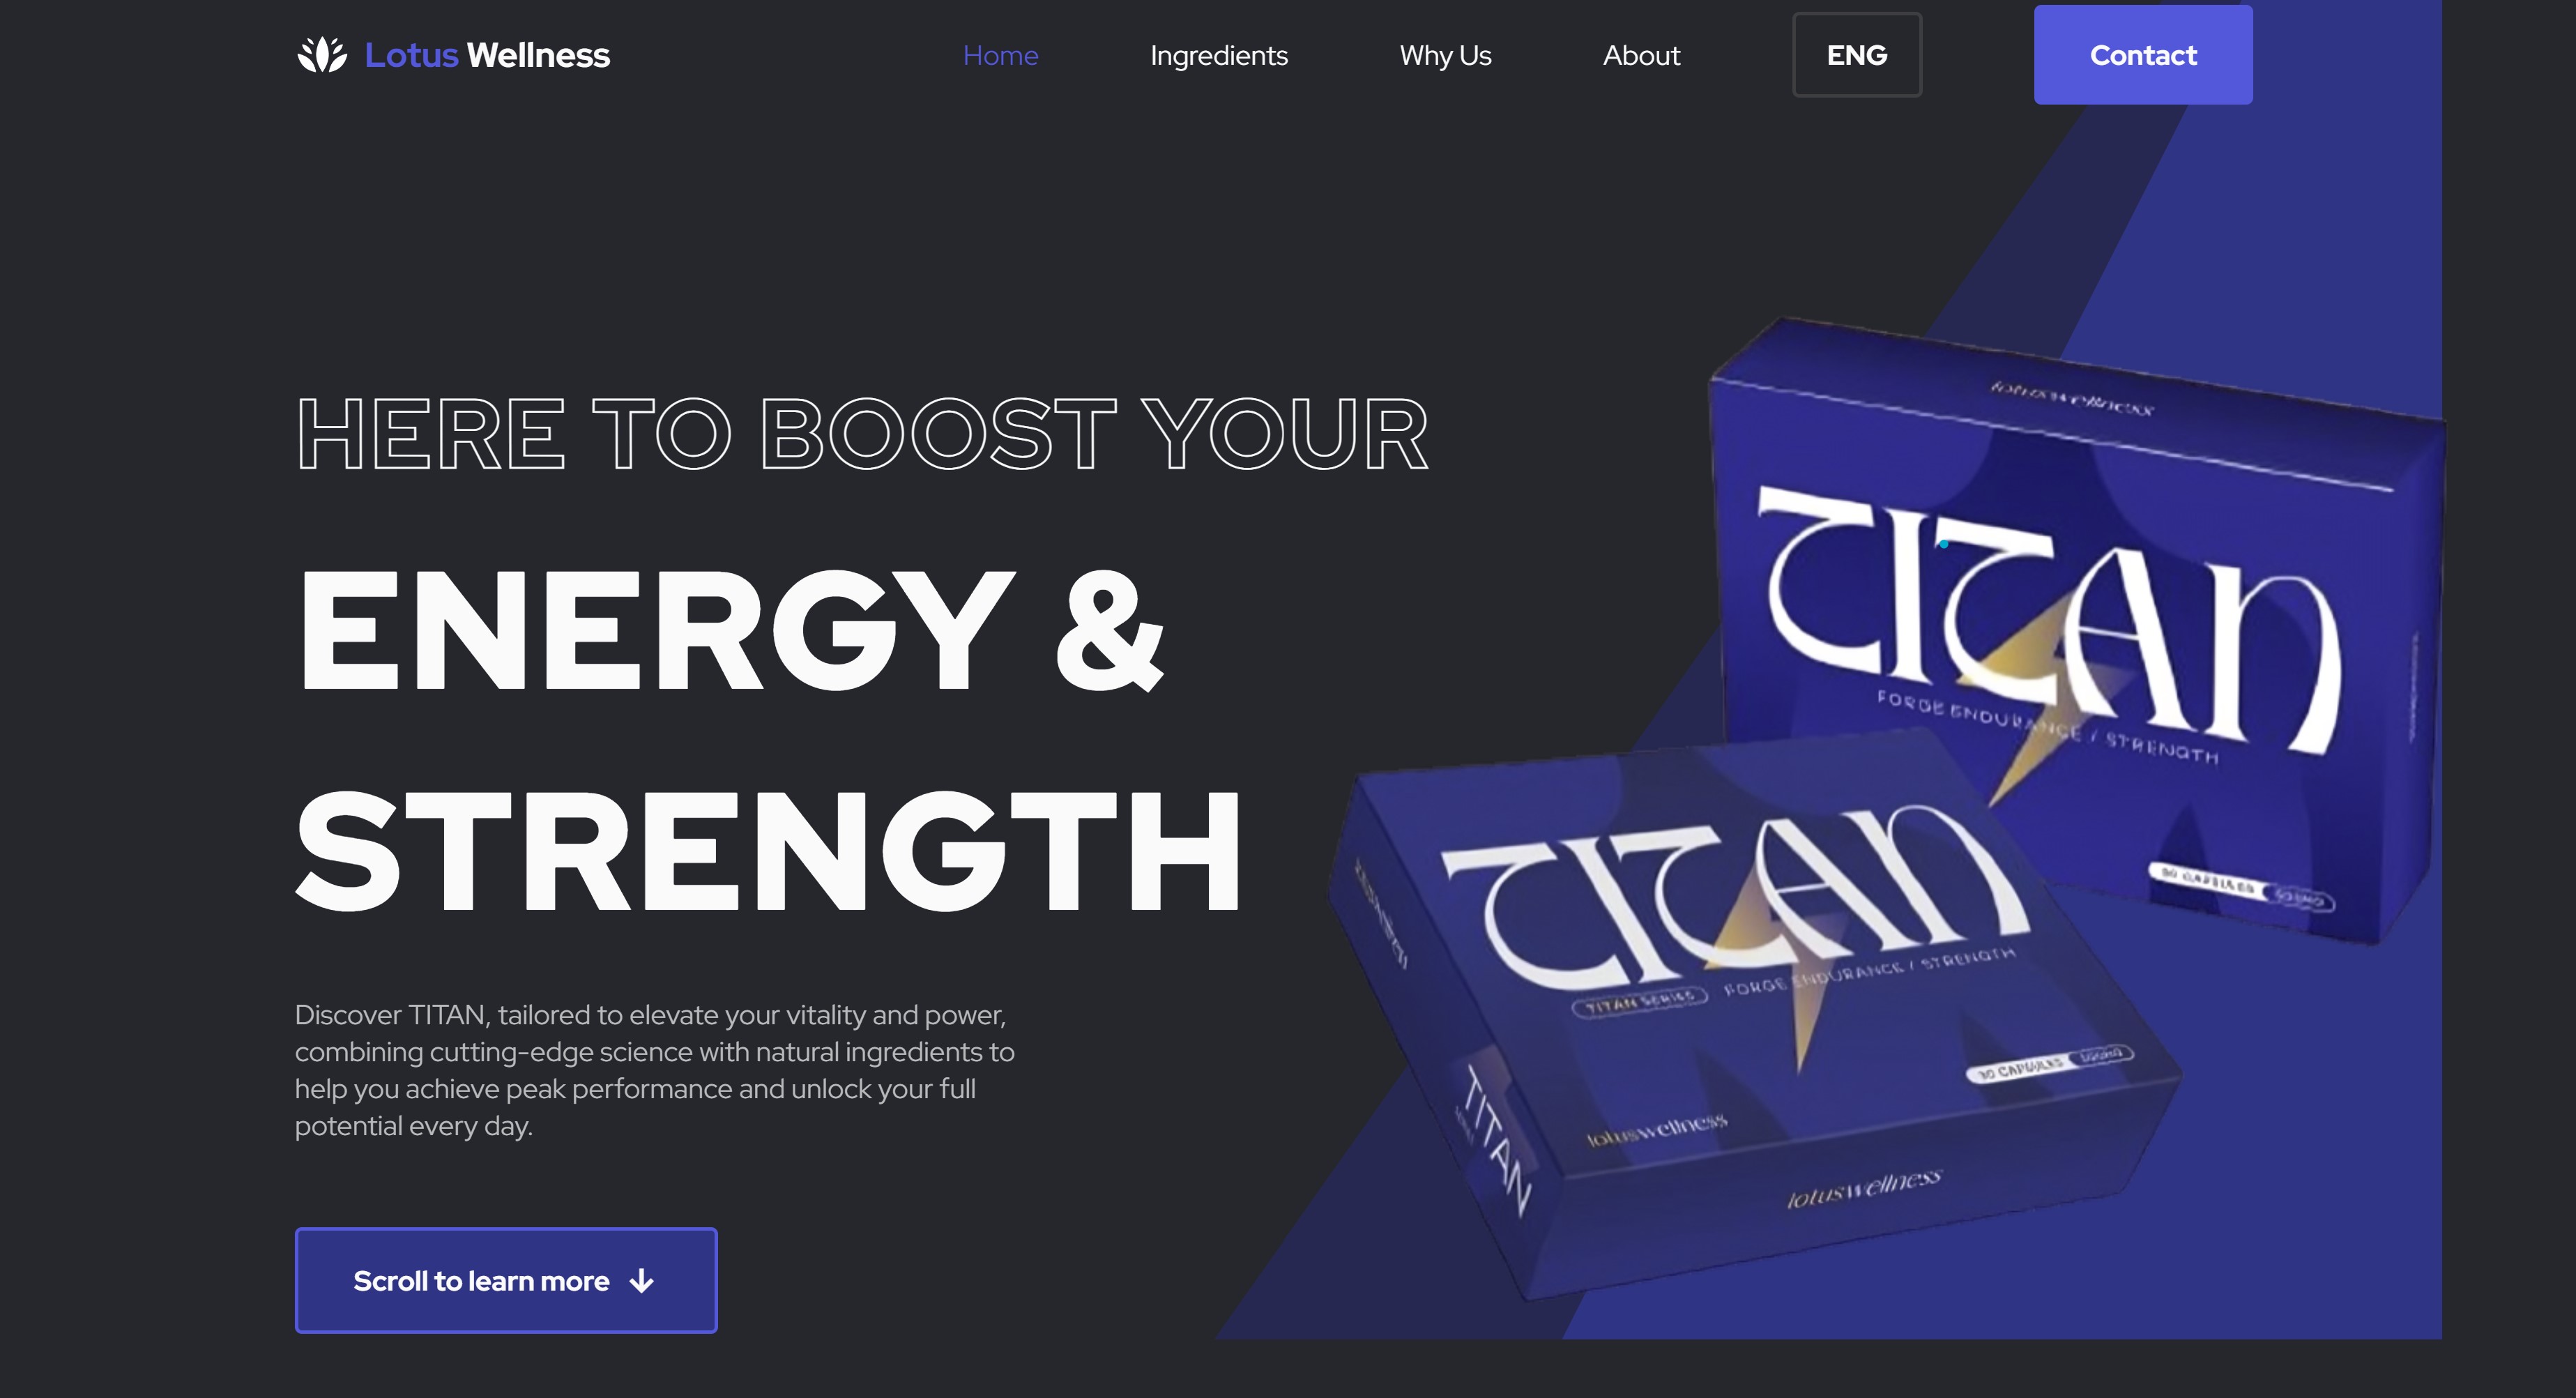 Lotus Wellness
Home
Ingredients
Why Us
About
ENG
Contact
HERE TO BOOST YOUR
ENERGY &
STRENGTH
Discover TITAN, tailored to elevate your vitality and power,
combining cutting-edge science with natural ingredients to
help you achieve peak performance and unlock your full
potential every day.
Scroll to learn more
lotuswellness
TITAN
FORGE ENDURANCE / STRENGTH
TITAN
TITAN SERIES
FORGE ENDURANCE / STRENGTH
30 CAPSULES
lotuswellness
TITAN
lotuswellness